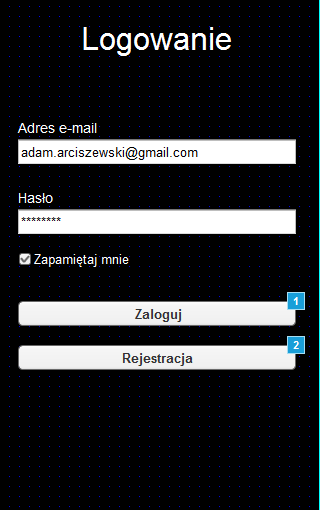 Logowanie
Adres e-mail
adam.arciszewski@gmail.com
Hasło
********
Zapamiętaj mnie
1
Zaloguj
2
Rejestracja